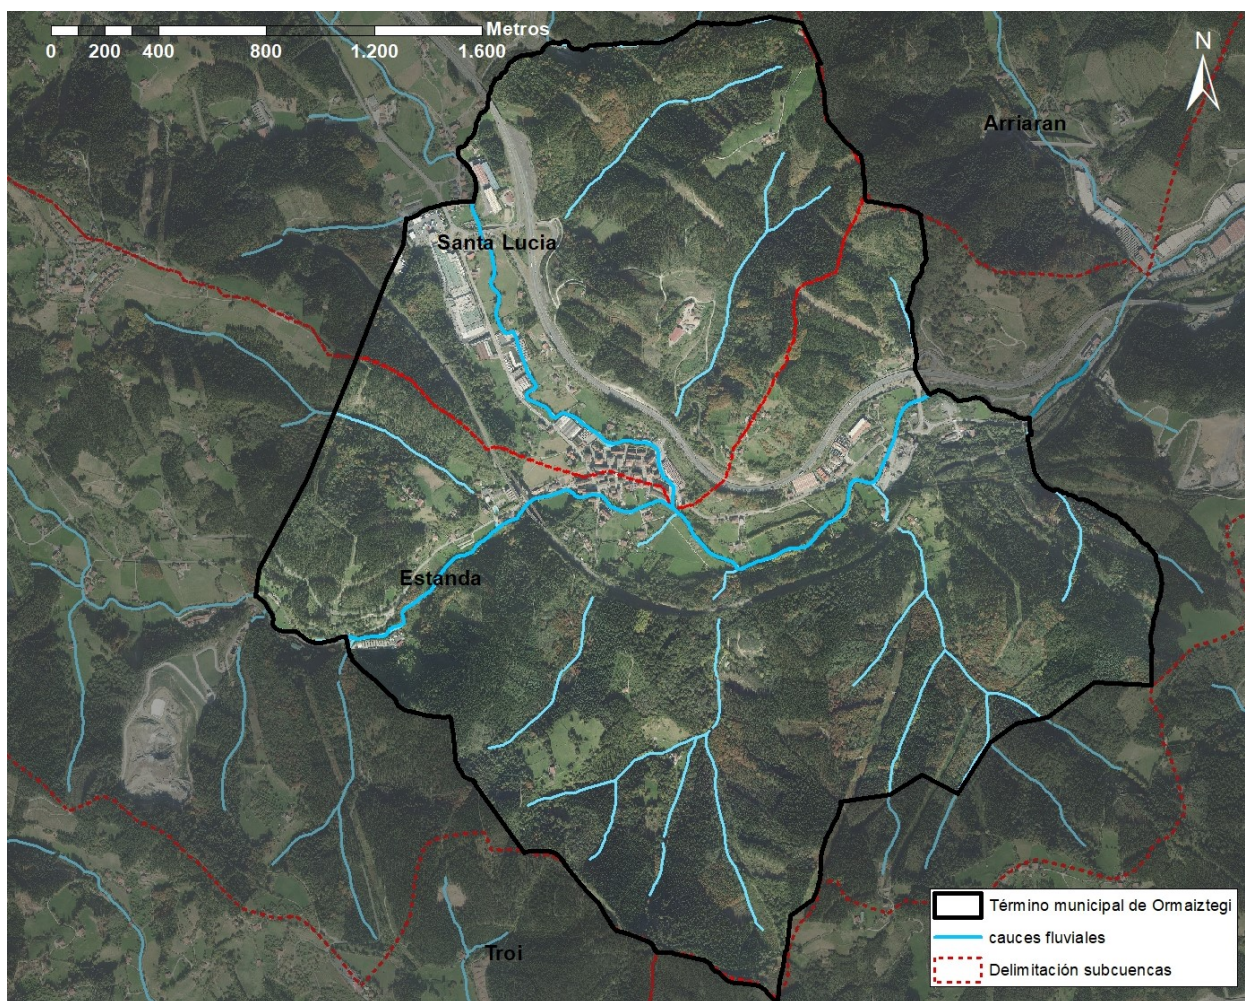 Metros
0 200 400 800 1.200 1.600
N
Arriaran
Santa Lucia
Estanda
Troi
Término municipal de Ormaiztegi
cauces fluviales
Delimitación subcuencas